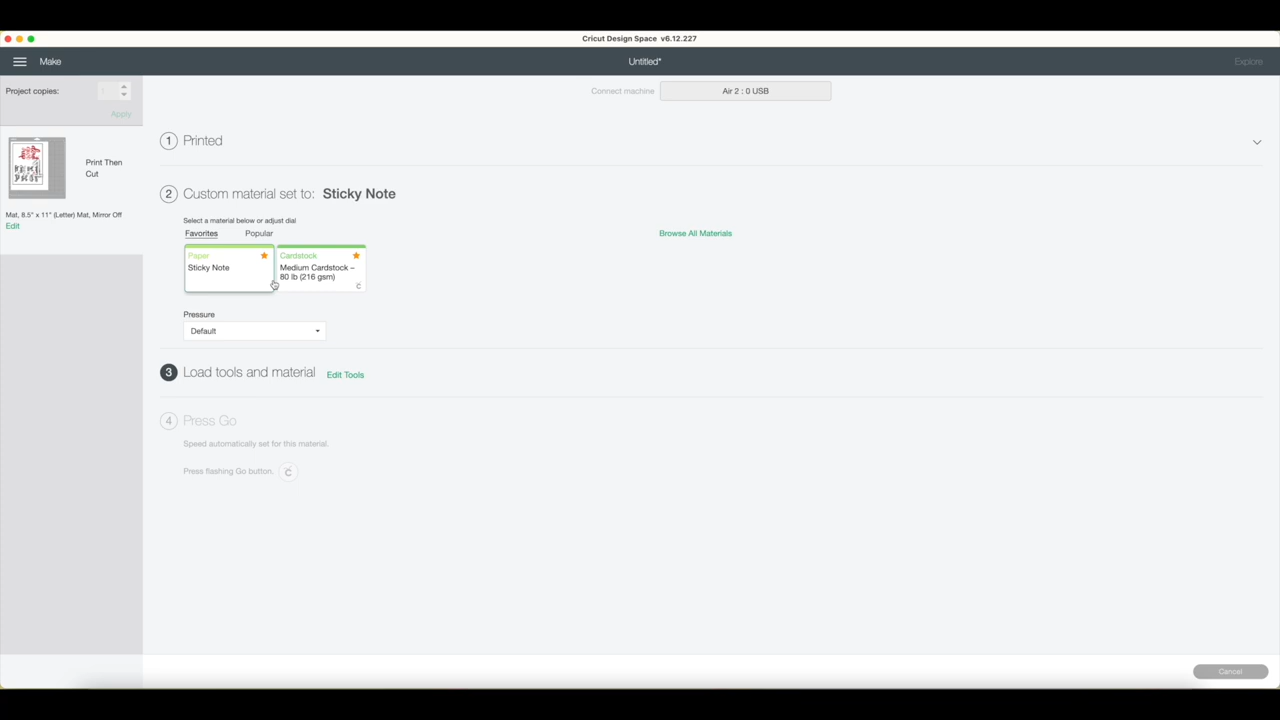 Cricut Design Space v6.12.227
Make
Untitled*
Explore
Project copies:
Apply
Connect machine
Air 2 : 0 USB
1 Printed
Print Then
Cut
Mat, 8.5" x 11" (Letter) Mat, Mirror Off
Edit
2 Custom material set to: Sticky Note
Select a material below or adjust dial
Favorites
Popular
Browse All Materials
Paper
Sticky Note
Cardstock
Medium Cardstock –
80 lb (216 gsm)
Pressure
Default
3 Load tools and material
Edit Tools
4 Press Go
Speed automatically set for this material.
Press flashing Go button.
Cancel